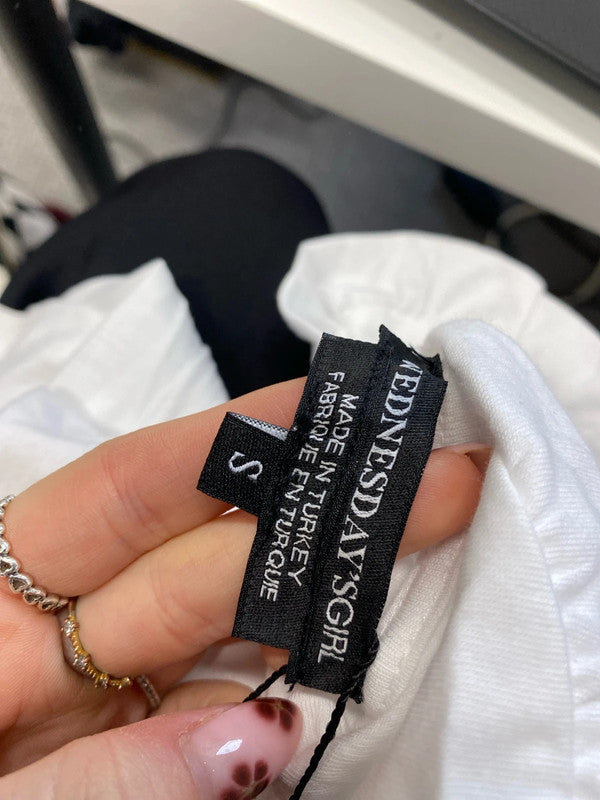 WEDNESDAY'SGIRL
MADE IN TURKEY
FABRIQUE EN TURQUIE
S